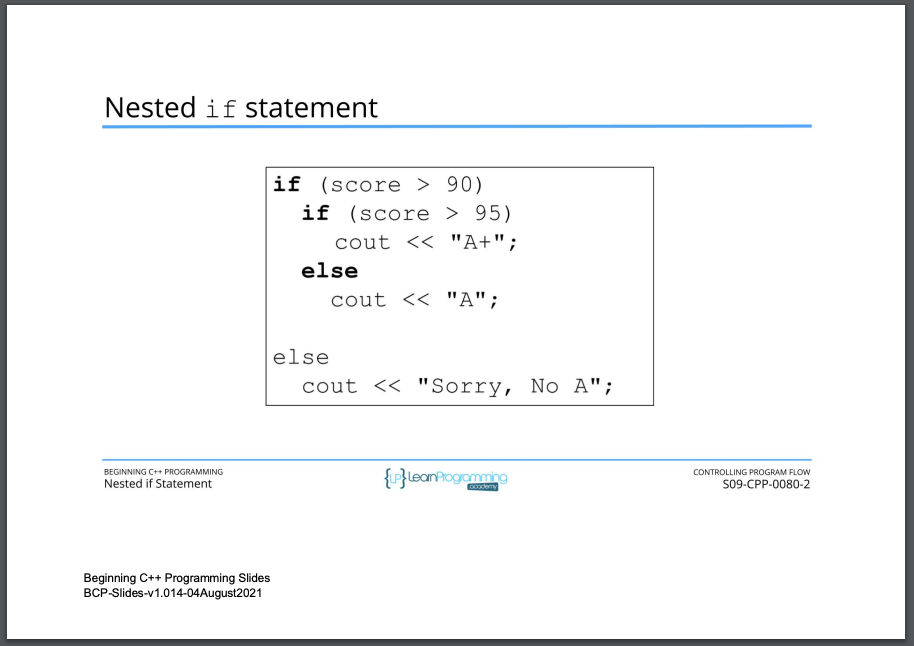 Nested if statement
if (score > 90)
if (score > 95)
cout << "A+";
else
cout << "A";
else
cout << "Sorry, No A";
BEGINNING C++ PROGRAMMING
Nested if Statement
{LP} LearnProgramming
academy
CONTROLLING PROGRAM FLOW
S09-CPP-0080-2
Beginning C++ Programming Slides
BCP-Slides-v1.014-04August2021